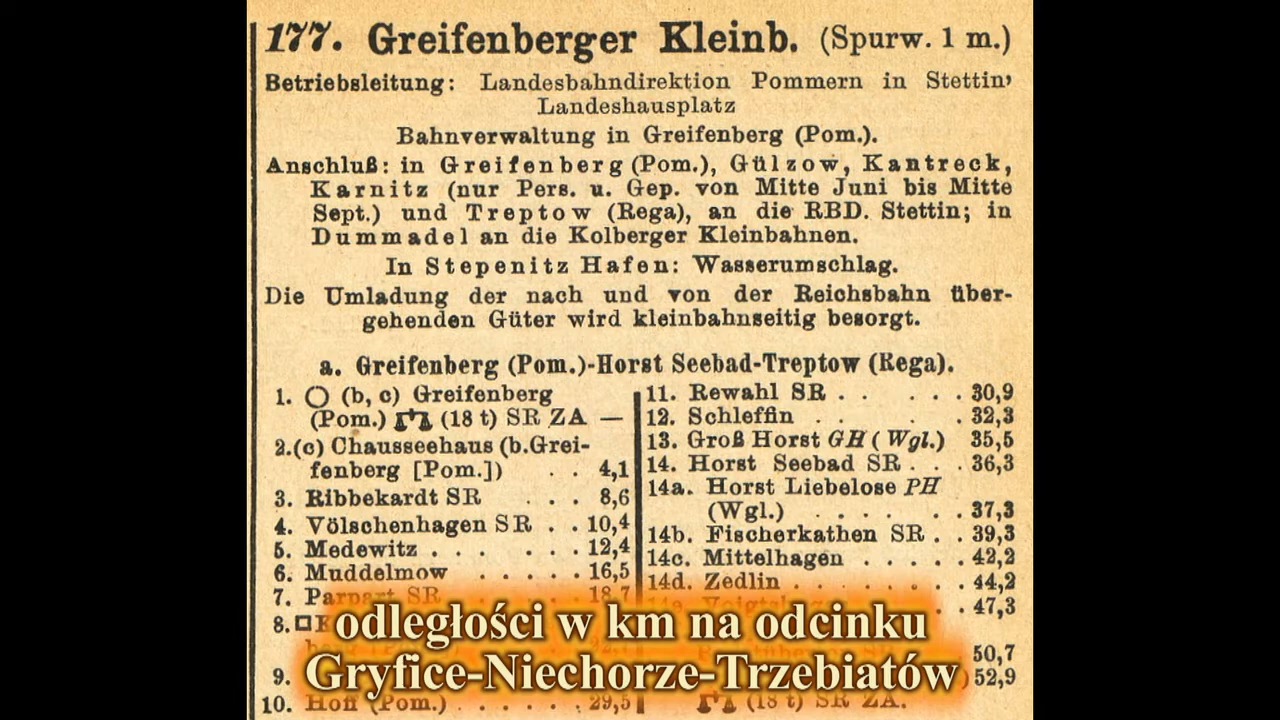 177. Greifenberger Kleinb. (Spurw. 1 m.)
Betriebsleitung: Landesbahndirektion Pommern in Stettin,
Landeshausplatz
Bahnverwaltung in Greifenberg (Pom.).
Anschluß: in Greifenberg (Pom.), Gülzow, Kantreck,
Karnitz (nur Pers. u. Gep. von Mitte Juni bis Mitte
Sept.) und Treptow (Rega), an die RBD. Stettin; in
Dummadel an die Kolberger Kleinbahnen.
In Stepenitz Hafen: Wasserumschlag.
Die Umladung der nach und von der Reichsbahn über-
gehenden Güter wird kleinbahnseitig besorgt.
a. Greifenberg (Pom.)-Horst Seebad-Treptow (Rega).
1. (b, c) Greifenberg
(Pom.) (18 t) SR ZA —
2.(c) Chausseehaus (b.Grei-
fenberg [Pom.]) . . 4,1
3. Ribbekardt SR . . . 8,6
4. Völschenhagen SR . . 10,4
5. Medewitz . . . . . . 12,4
6. Muddelmow . . . . . 16,5
7. Parpart SR 18,7
8.
9.
10. Hoff (Pom.) . . . . . 29,5
11. Rewahl SR . . . . . 30,9
12. Schleffin . . . . 32,3
13. Groß Horst GH (Wgl.) 35,5
14. Horst Seebad SR . . . 36,3
14a. Horst Liebelose PH
(Wgl.) . . . . . . 37,3
14b. Fischerkathen SR . . 39,3
14c. Mittelhagen . . . . . 42,2
14d. Zedlin . . . . . . . 44,2
. . 47,3
50,7
) 52,9
(18 t) SR ZA.
odległości w km na odcinku
Gryfice-Niechorze-Trzebiatów